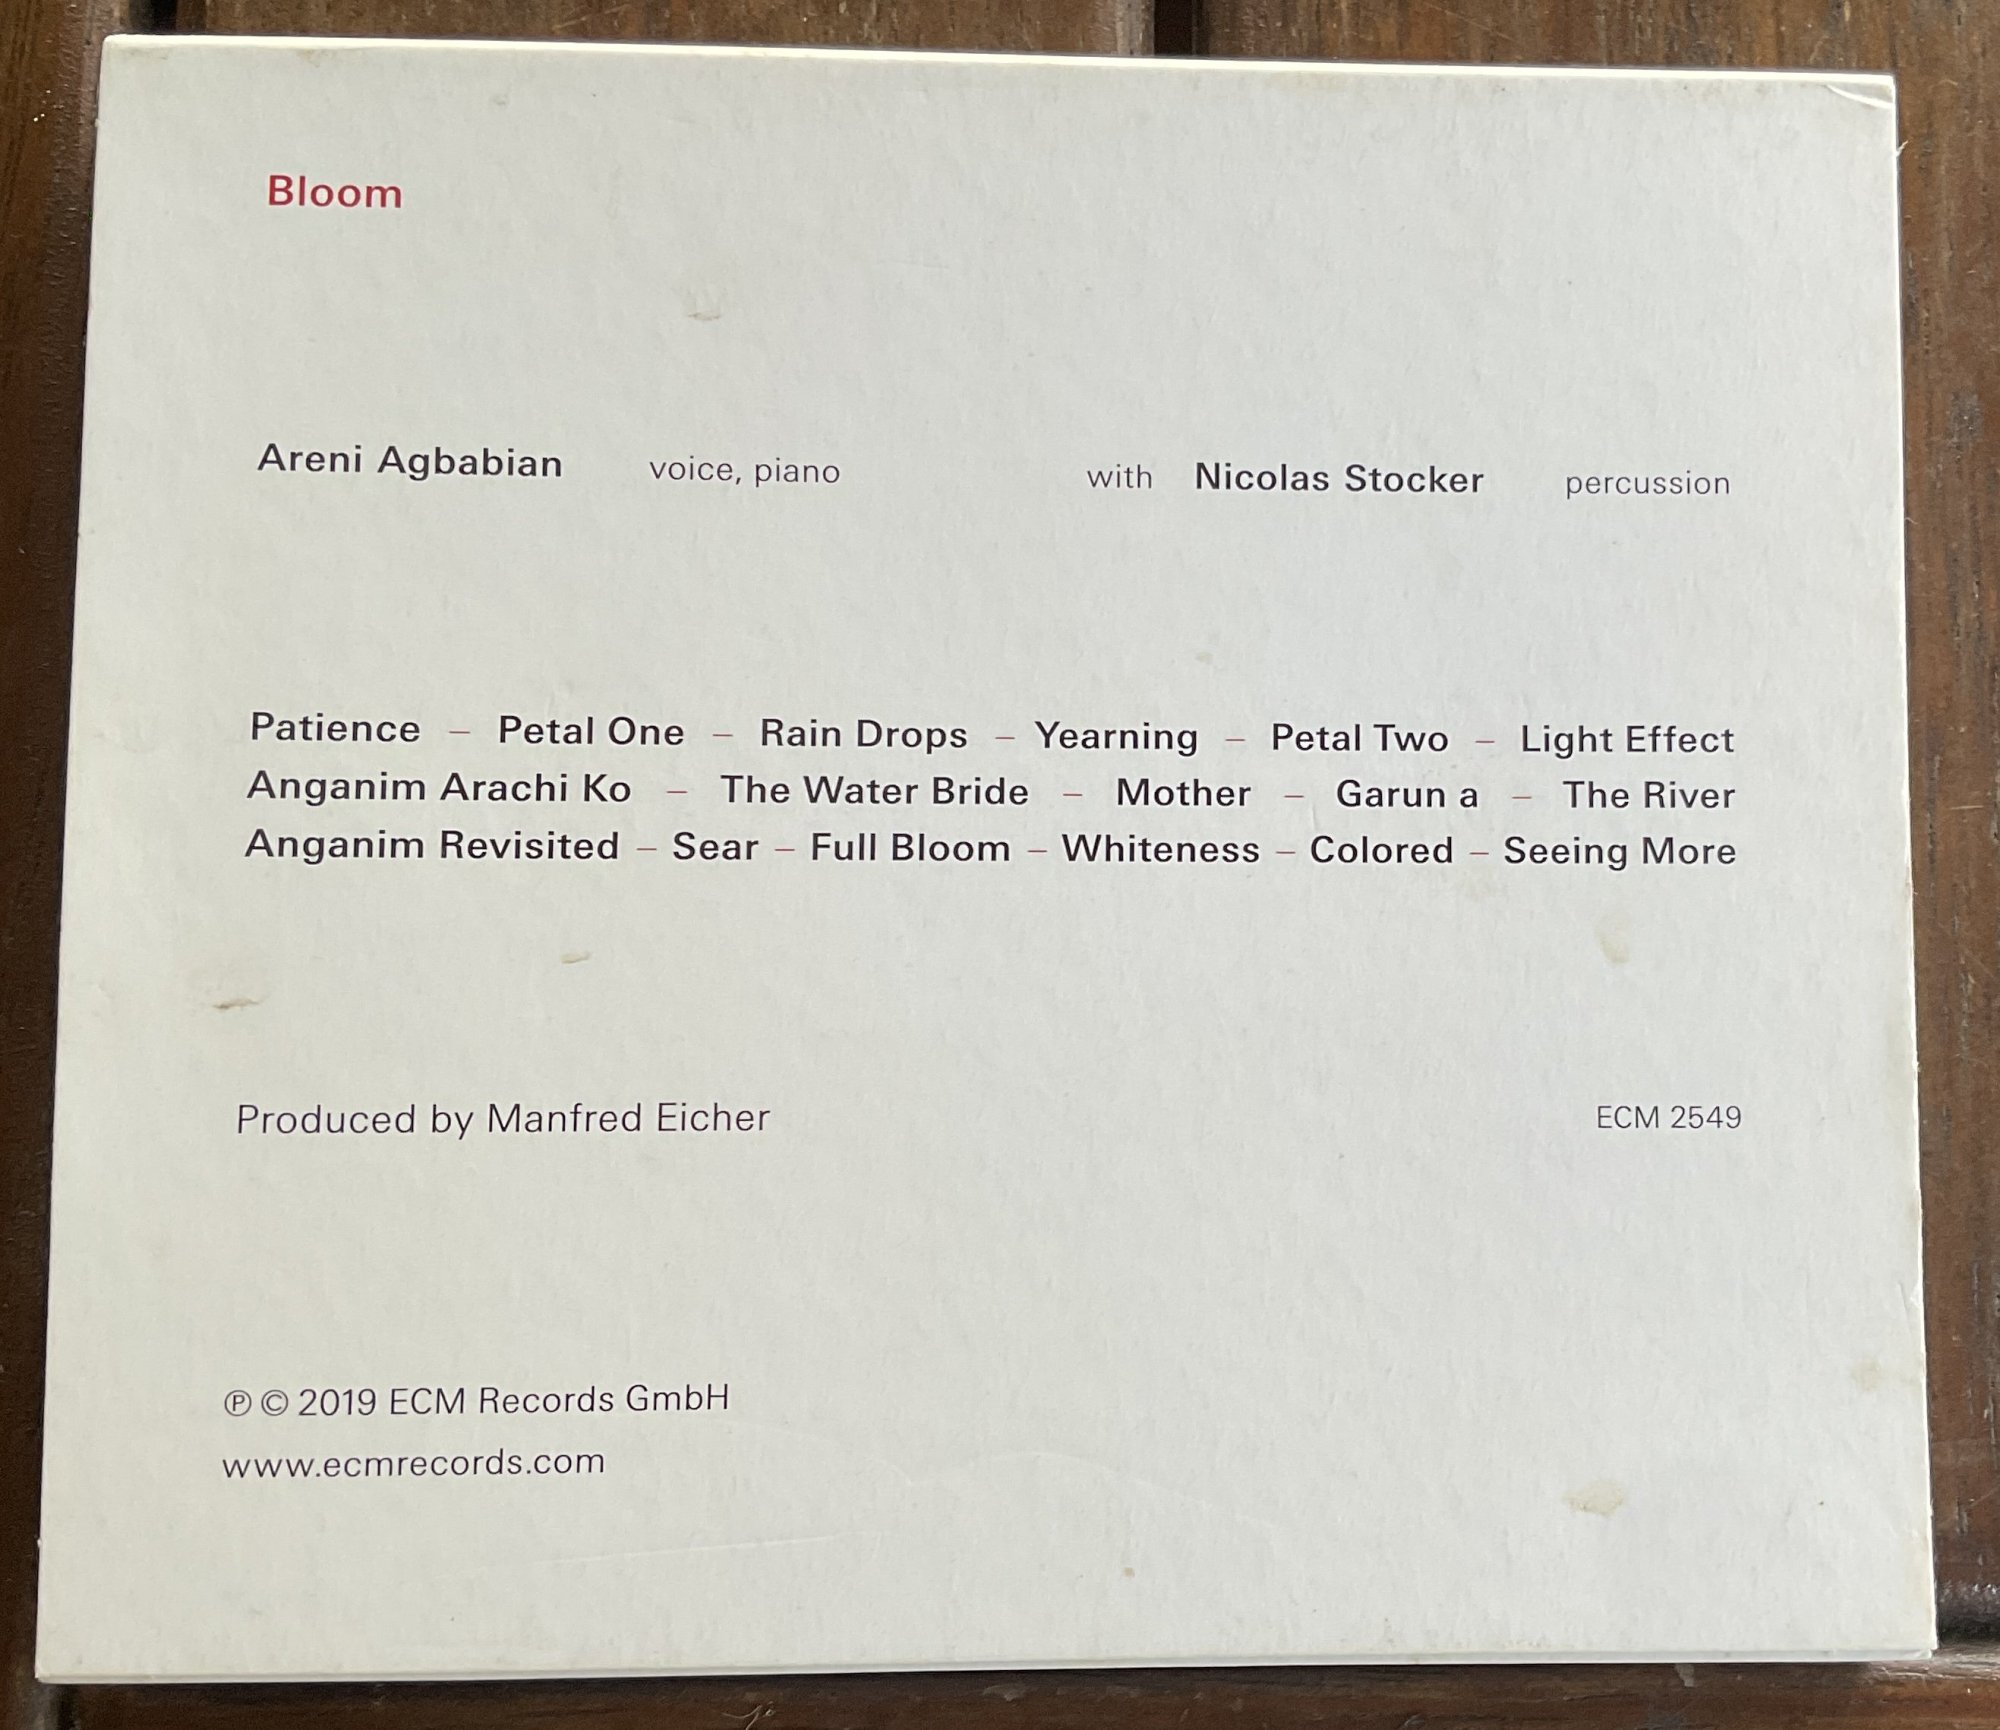 Bloom
Areni Agbabian voice, piano with Nicolas Stocker percussion
Patience – Petal One – Rain Drops – Yearning – Petal Two – Light Effect
Anganim Arachi Ko – The Water Bride – Mother – Garun a – The River
Anganim Revisited – Sear – Full Bloom – Whiteness – Colored – Seeing More
Produced by Manfred Eicher ECM 2549
℗ © 2019 ECM Records GmbH
www.ecmrecords.com